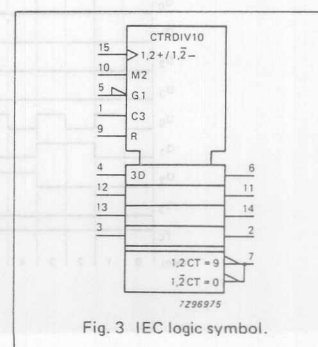 CTRDIV10
15 1,2+/1,2̅−
10 M2
5 G1
1 C3
9 R
4 3D 6
12 11
13 14
3 2
1,2CT=9 7
1,2̅CT=0
7Z96975
Fig. 3 IEC logic symbol.